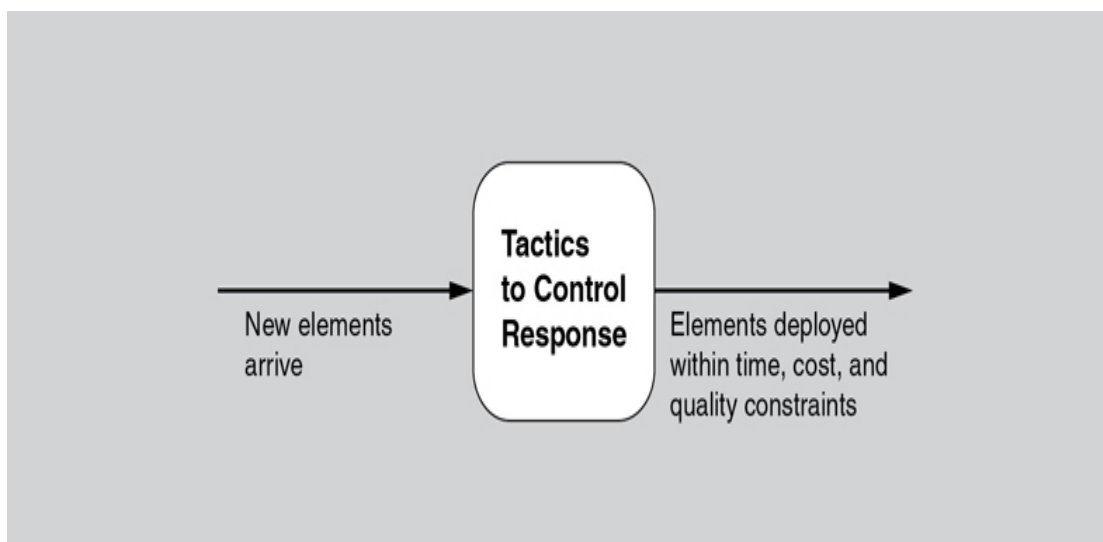 New elements
arrive
Tactics
to Control
Response
Elements deployed
within time, cost, and
quality constraints